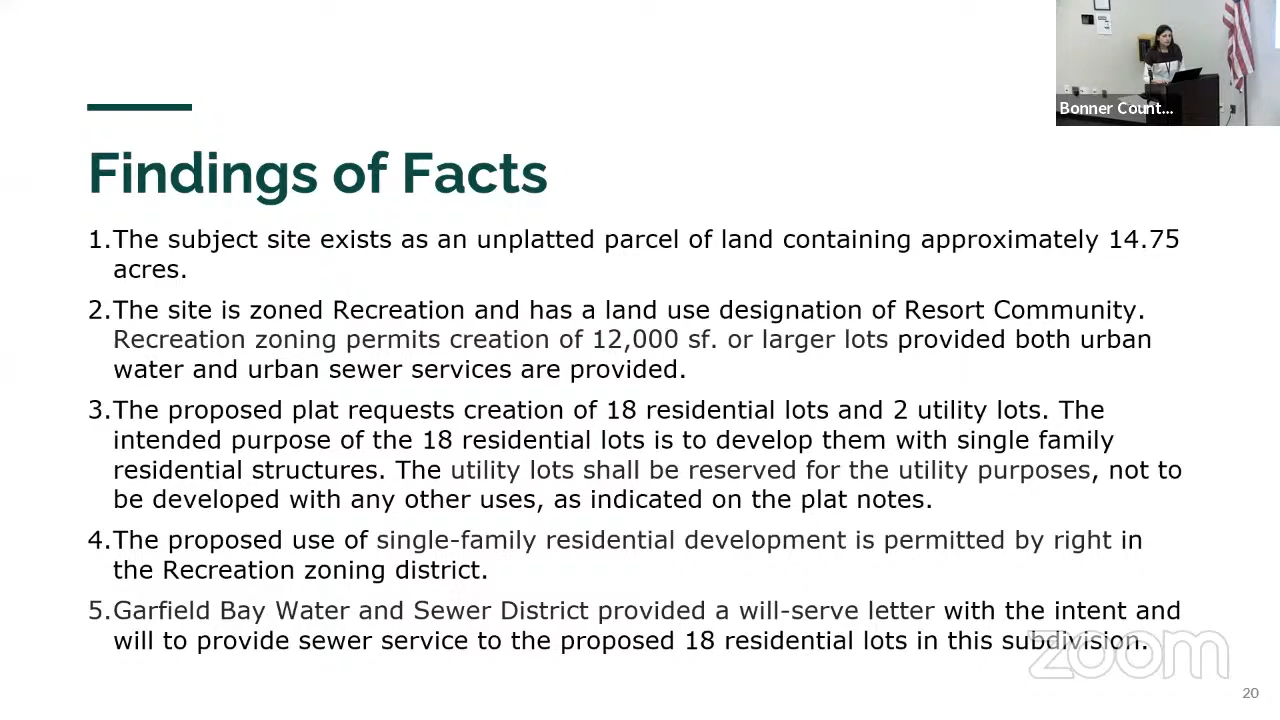 Bonner Count...
Findings of Facts
1.The subject site exists as an unplatted parcel of land containing approximately 14.75
acres.
2.The site is zoned Recreation and has a land use designation of Resort Community.
Recreation zoning permits creation of 12,000 sf. or larger lots provided both urban
water and urban sewer services are provided.
3.The proposed plat requests creation of 18 residential lots and 2 utility lots. The
intended purpose of the 18 residential lots is to develop them with single family
residential structures. The utility lots shall be reserved for the utility purposes, not to
be developed with any other uses, as indicated on the plat notes.
4.The proposed use of single-family residential development is permitted by right in
the Recreation zoning district.
5.Garfield Bay Water and Sewer District provided a will-serve letter with the intent and
will to provide sewer service to the proposed 18 residential lots in this subdivision.
zoom
20